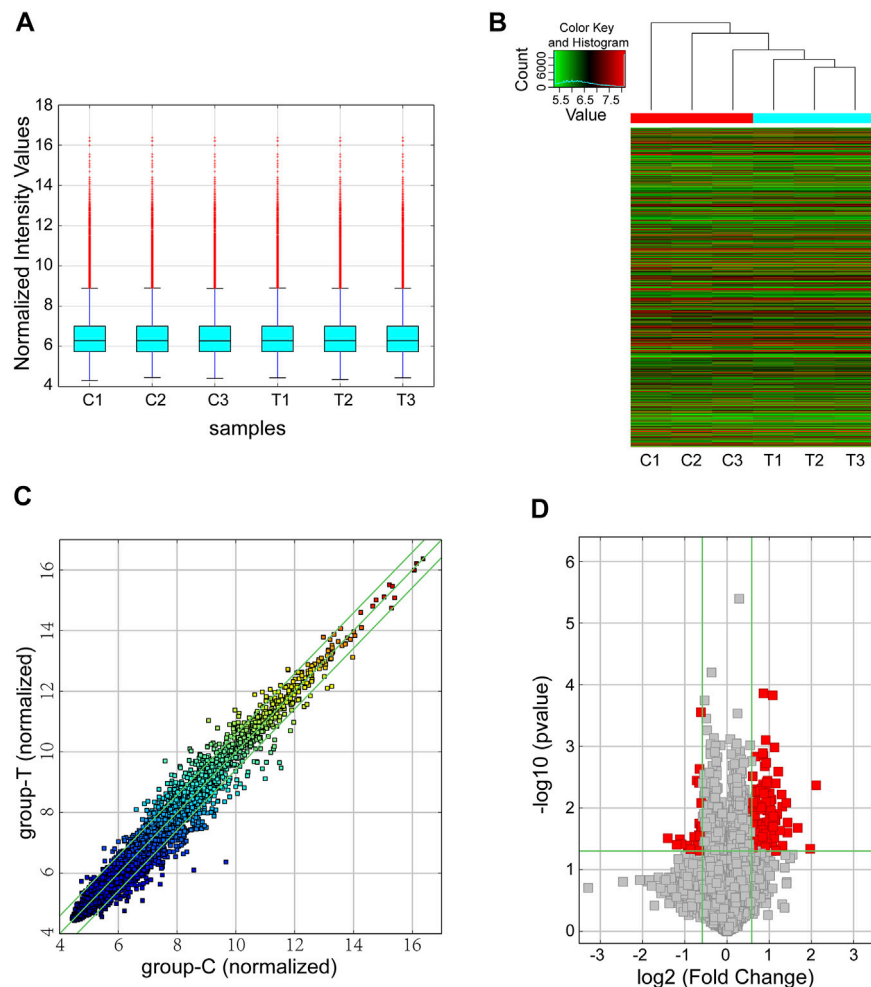 A
Normalized Intensity Values
18
16
14
12
10
8
6
4
C1 C2 C3 T1 T2 T3
samples
B
Color Key
and Histogram
Count
0 6000
5.5 6.5 7.5
Value
C1 C2 C3 T1 T2 T3
C
group-T (normalized)
16
14
12
10
8
6
4
4 6 8 10 12 14 16
group-C (normalized)
D
-log10 (pvalue)
6
5
4
3
2
1
0
-3 -2 -1 0 1 2 3
log2 (Fold Change)